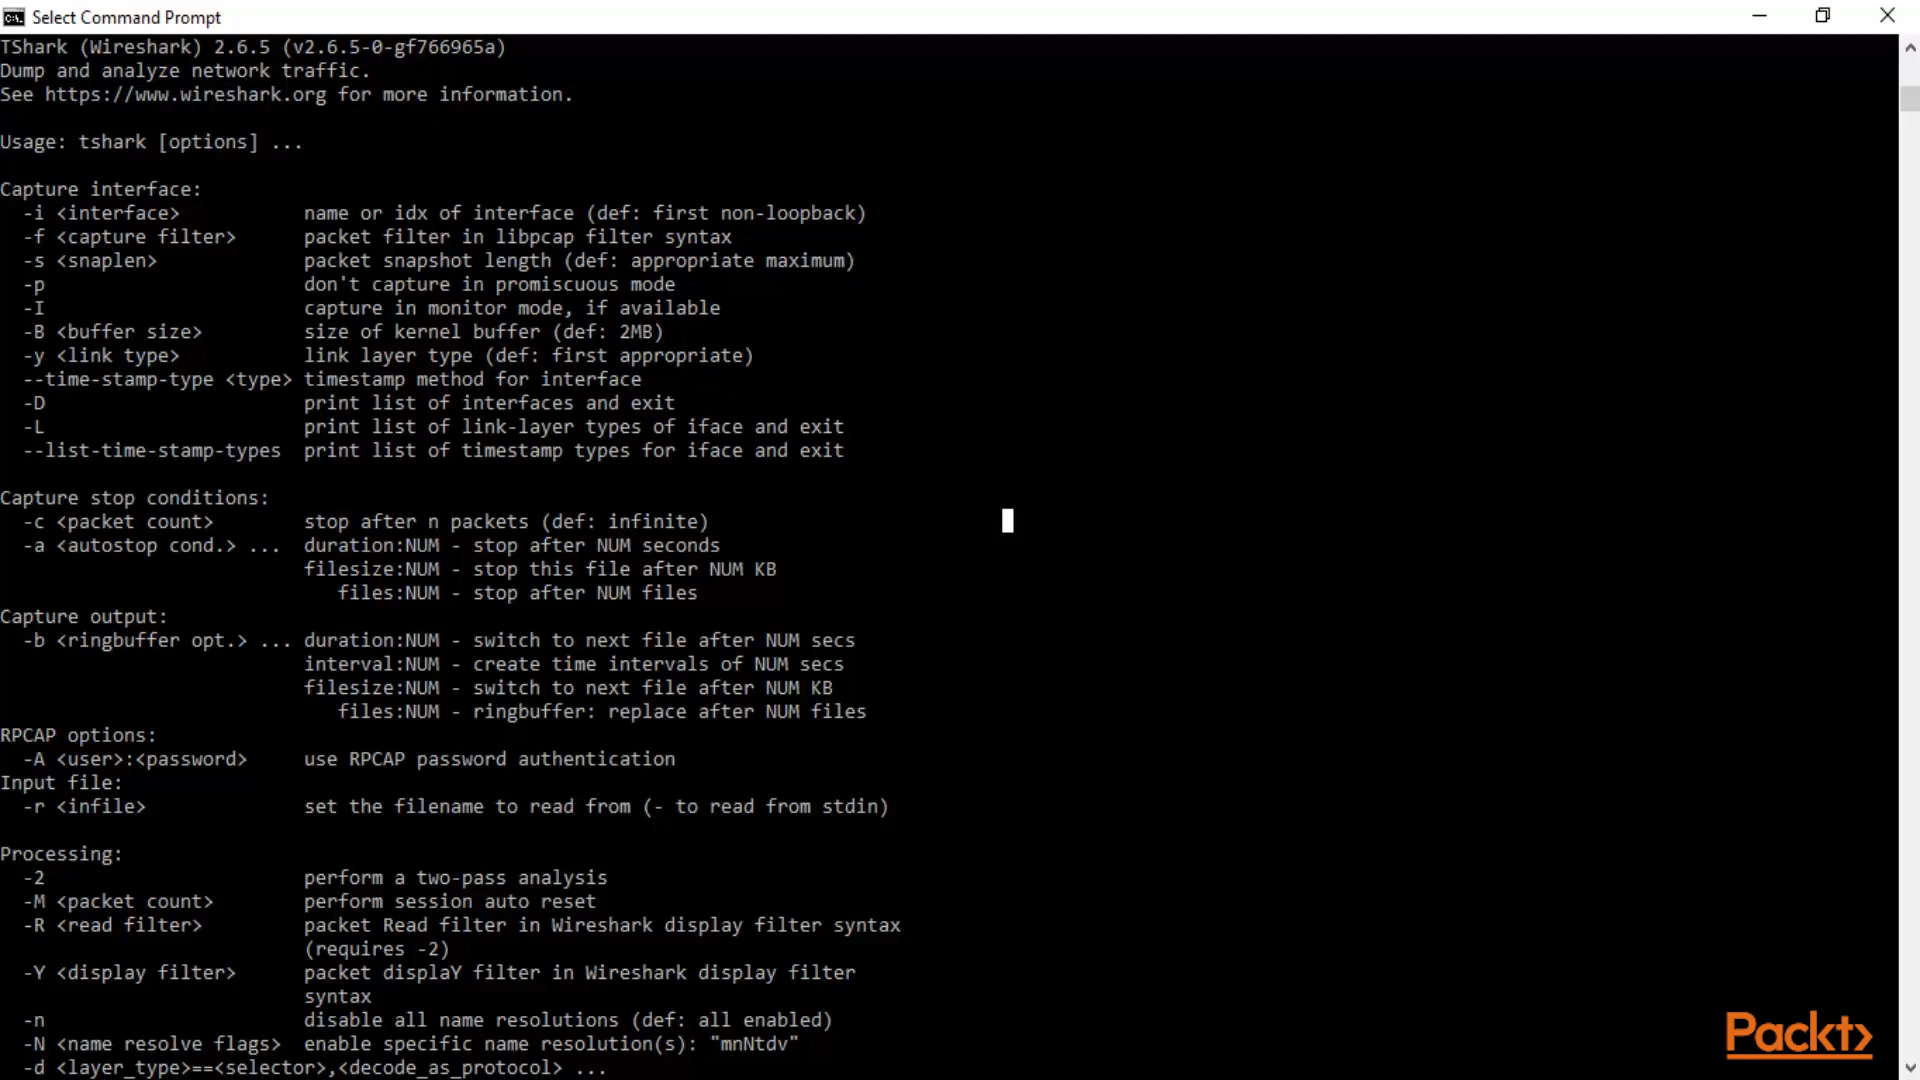 Select Command Prompt
TShark (Wireshark) 2.6.5 (v2.6.5-0-gf766965a)
Dump and analyze network traffic.
See https://www.wireshark.org for more information.
Usage: tshark [options] ...
Capture interface:
-i <interface> name or idx of interface (def: first non-loopback)
-f <capture filter> packet filter in libpcap filter syntax
-s <snaplen> packet snapshot length (def: appropriate maximum)
-p don't capture in promiscuous mode
-I capture in monitor mode, if available
-B <buffer size> size of kernel buffer (def: 2MB)
-y <link type> link layer type (def: first appropriate)
--time-stamp-type <type> timestamp method for interface
-D print list of interfaces and exit
-L print list of link-layer types of iface and exit
--list-time-stamp-types print list of timestamp types for iface and exit
Capture stop conditions:
-c <packet count> stop after n packets (def: infinite)
-a <autostop cond.> ... duration:NUM - stop after NUM seconds
filesize:NUM - stop this file after NUM KB
files:NUM - stop after NUM files
Capture output:
-b <ringbuffer opt.> ... duration:NUM - switch to next file after NUM secs
interval:NUM - create time intervals of NUM secs
filesize:NUM - switch to next file after NUM KB
files:NUM - ringbuffer: replace after NUM files
RPCAP options:
-A <user>:<password> use RPCAP password authentication
Input file:
-r <infile> set the filename to read from (- to read from stdin)
Processing:
-2 perform a two-pass analysis
-M <packet count> perform session auto reset
-R <read filter> packet Read filter in Wireshark display filter syntax
(requires -2)
-Y <display filter> packet displaY filter in Wireshark display filter
syntax
-n disable all name resolutions (def: all enabled)
-N <name resolve flags> enable specific name resolution(s): "mnNtdv"
-d <layer_type>==<selector>,<decode_as_protocol> ...
Packt>